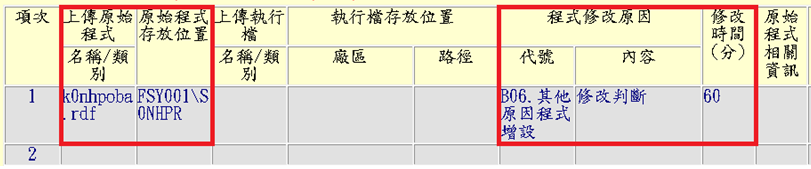 項次
上傳原始
程式
名稱/類
別
原始程式
存放位置
上傳執行
檔
名稱/類
別
執行檔存放位置
廠區
路徑
程式修改原因
代號
內容
修改
時間
(分)
原始
程式
相關
資訊
1
k0nhpoba
.rdf
FSY001\S
0NHPR
B06.其他
原因程式
增設
修改判斷
60
2